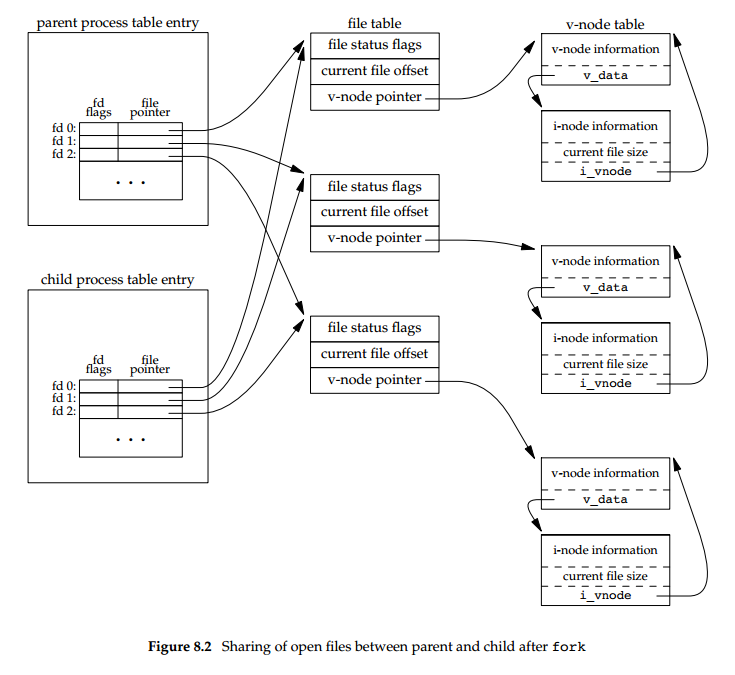 parent process table entry
fd
flags
file
pointer
fd 0:
fd 1:
fd 2:
. . .
child process table entry
fd
flags
file
pointer
fd 0:
fd 1:
fd 2:
. . .
file table
file status flags
current file offset
v-node pointer
file status flags
current file offset
v-node pointer
file status flags
current file offset
v-node pointer
v-node table
v-node information
v_data
i-node information
current file size
i_vnode
v-node information
v_data
i-node information
current file size
i_vnode
v-node information
v_data
i-node information
current file size
i_vnode
Figure 8.2 Sharing of open files between parent and child after fork